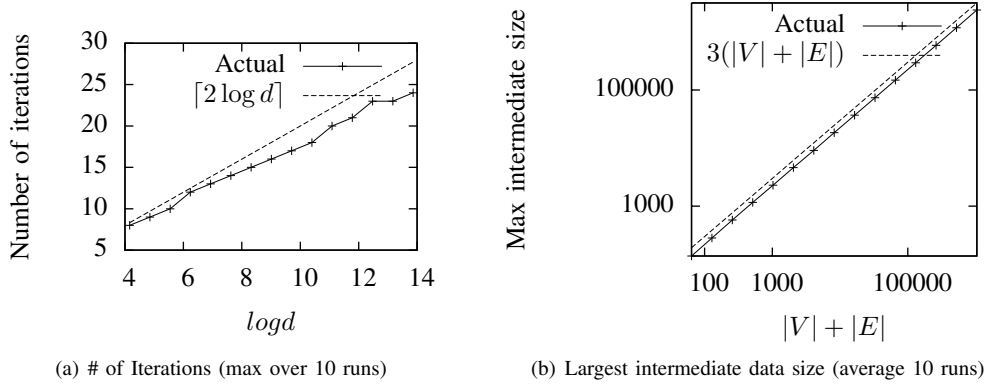 Number of iterations
30
25
20
15
10
5
Actual
⌈2 log d⌉
4 6 8 10 12 14
logd
(a) # of Iterations (max over 10 runs)
Max intermediate size
100000
1000
Actual
3(|V| + |E|)
100 1000 100000
|V| + |E|
(b) Largest intermediate data size (average 10 runs)